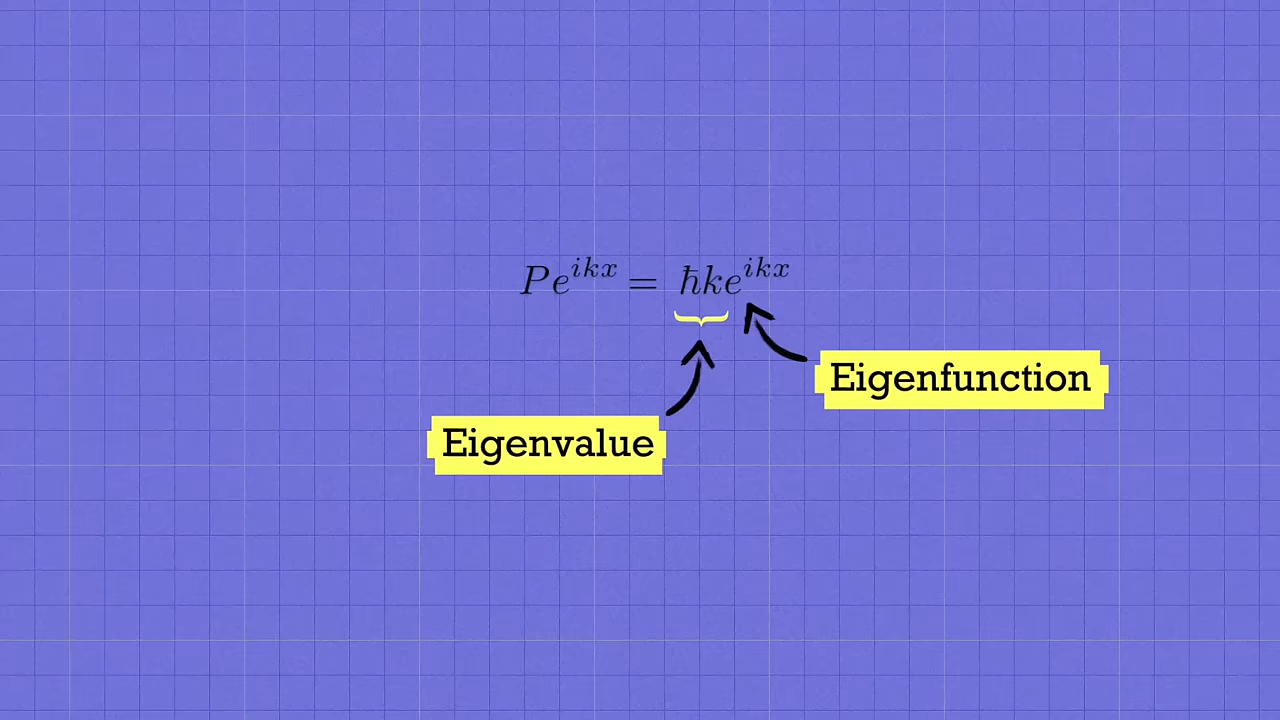 Pe^{ikx} = ħke^{ikx}
Eigenfunction
Eigenvalue